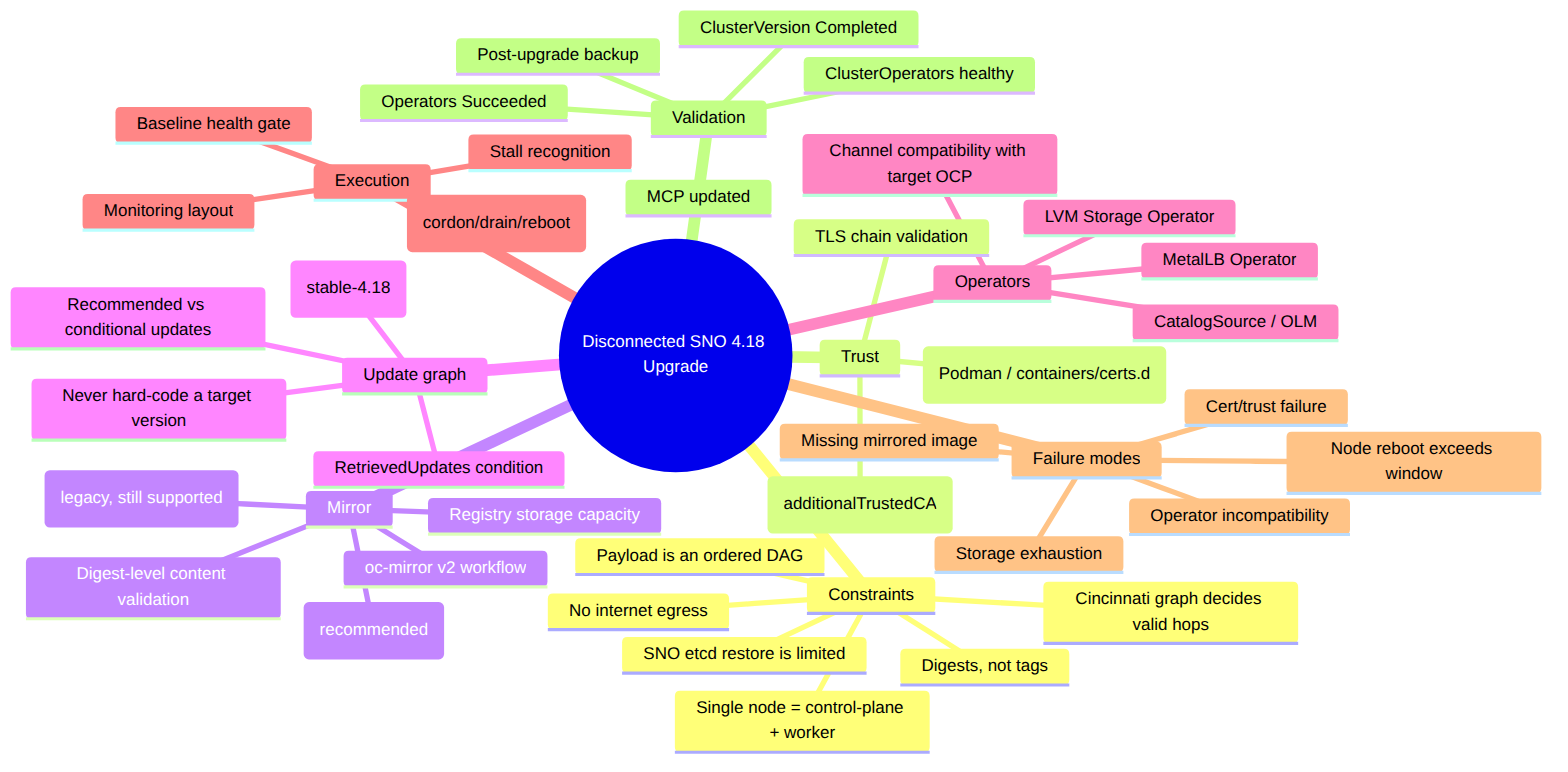 ClusterVersion Completed
Post-upgrade backup
ClusterOperators healthy
Operators Succeeded
Validation
MCP updated
Baseline health gate
Stall recognition
Execution
Monitoring layout
cordon/drain/reboot
Channel compatibility with
target OCP
LVM Storage Operator
MetalLB Operator
Operators
CatalogSource / OLM
TLS chain validation
Trust
Podman / containers/certs.d
additionalTrustedCA
Disconnected SNO 4.18
Upgrade
stable-4.18
Recommended vs
conditional updates
Update graph
Never hard-code a target
version
RetrievedUpdates condition
legacy, still supported
Mirror
Registry storage capacity
Digest-level content
validation
oc-mirror v2 workflow
recommended
Cert/trust failure
Missing mirrored image
Failure modes
Node reboot exceeds
window
Operator incompatibility
Storage exhaustion
Payload is an ordered DAG
Constraints
No internet egress
Cincinnati graph decides
valid hops
SNO etcd restore is limited
Digests, not tags
Single node = control-plane
+ worker